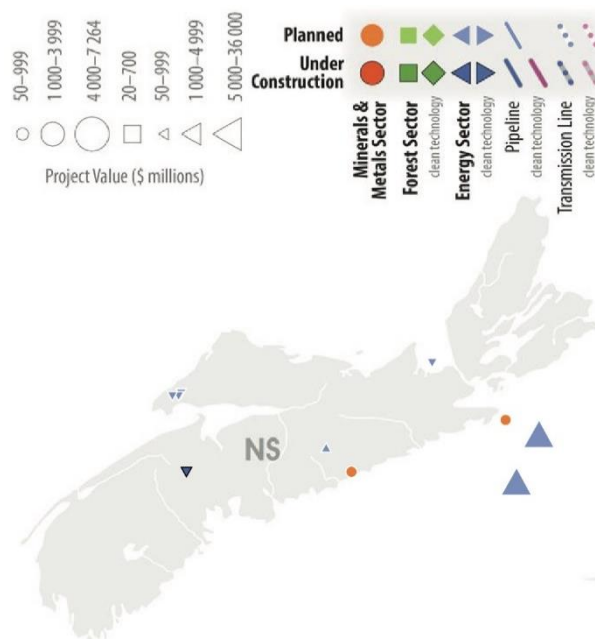 Planned
Under
Construction
Minerals &
Metals Sector
Forest Sector
clean technology
Energy Sector
clean technology
Pipeline
clean technology
Transmission Line
clean technology
50–999
1 000–3 999
4 000–7 264
20–700
50–999
1 000–4 999
5 000–36 000
Project Value ($ millions)
NS